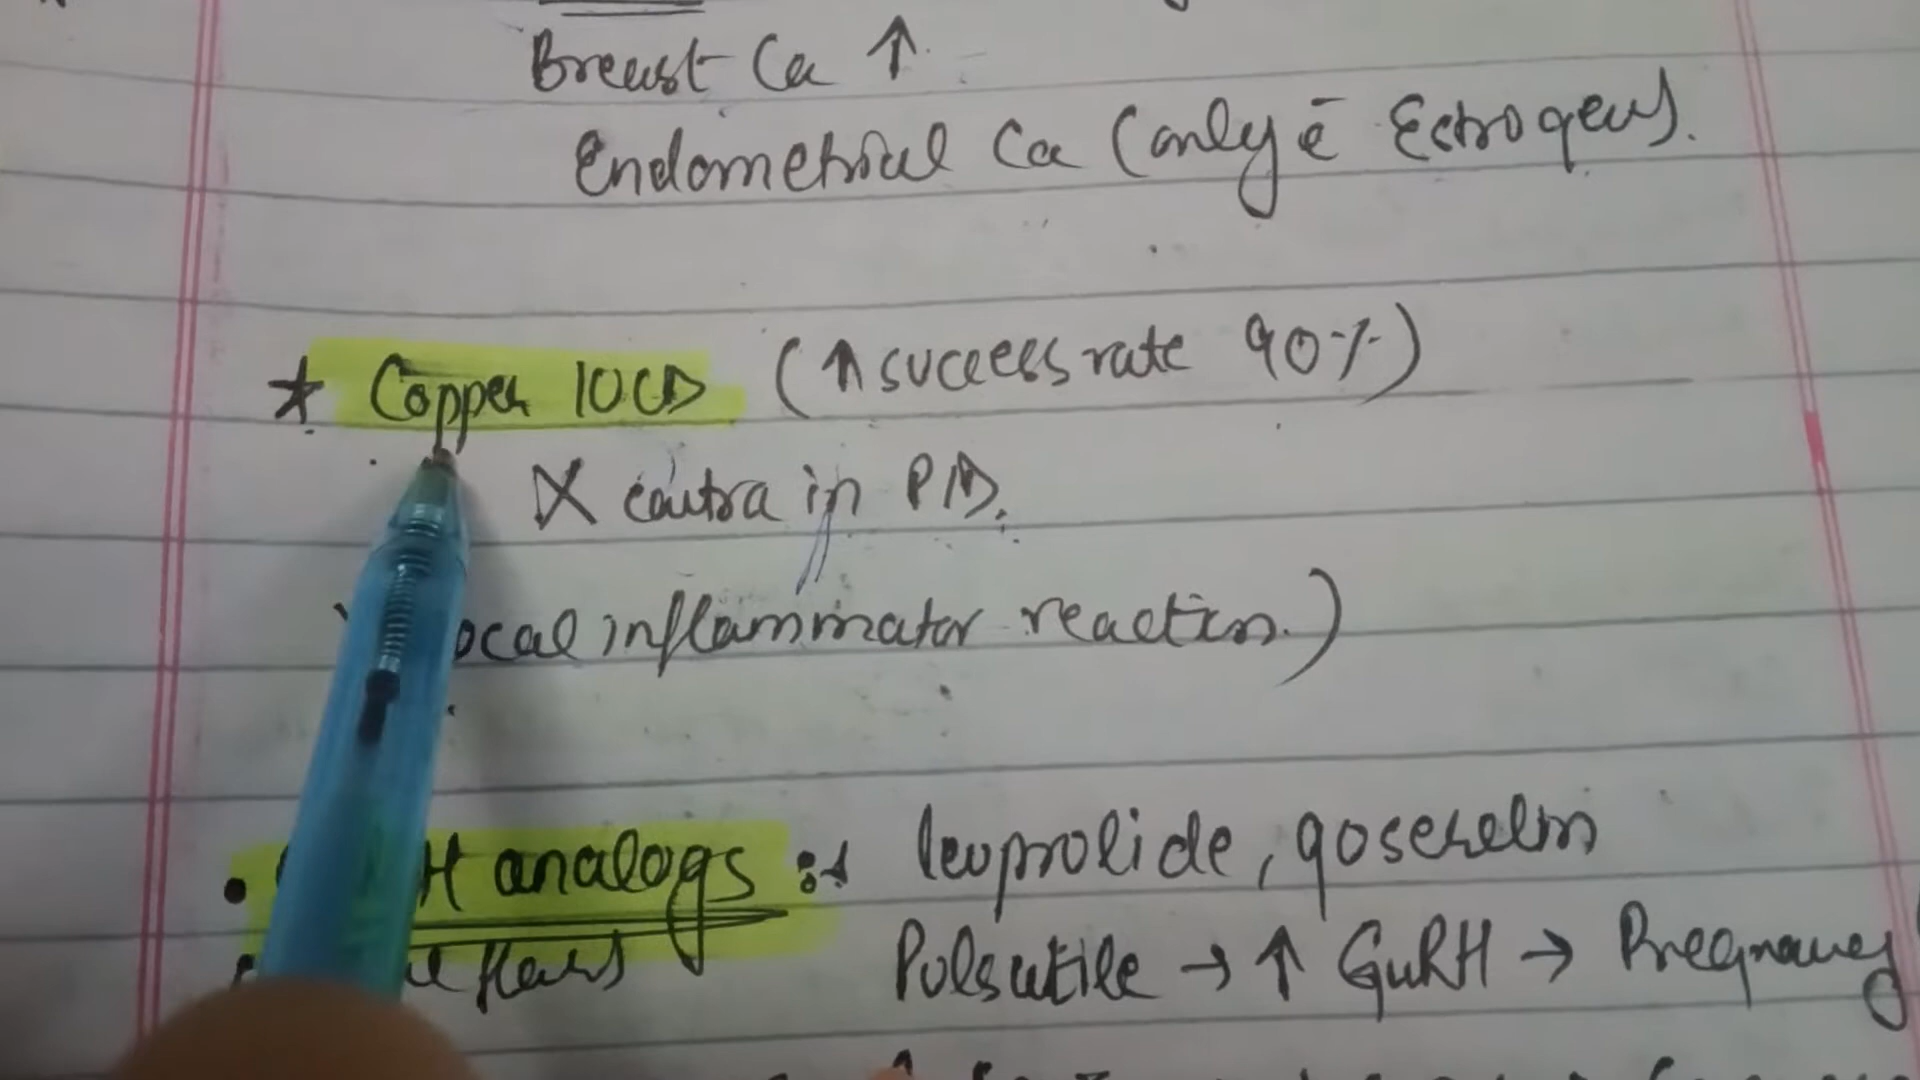 Breast Ca ↑
Endometrial Ca (only ē Estrogens).
★ Copper IUCD (↑ success rate 90%)
X contra in PID.
ocal inflammator reaction.)
• H analogs :- leuprolide, goserelin
Pulsatile → ↑ GnRH → Pregnancy